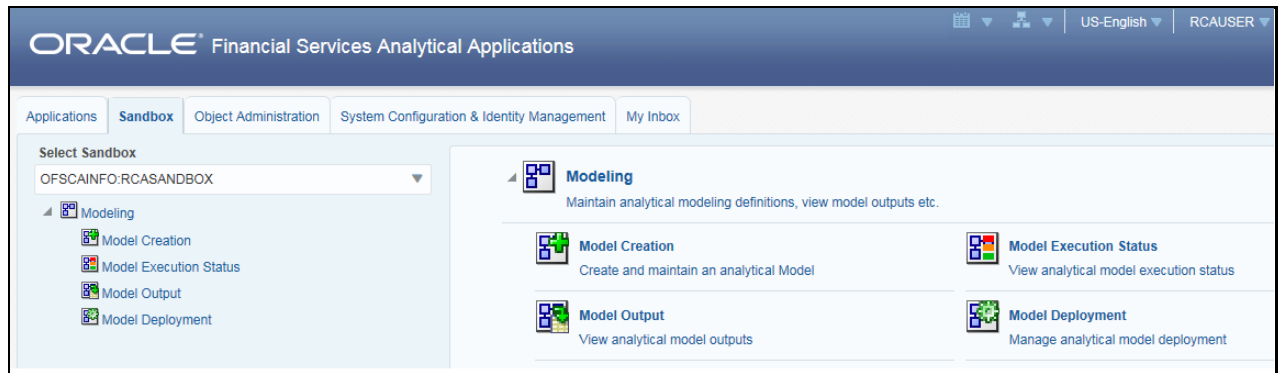 US-English RCAUSER
ORACLE® Financial Services Analytical Applications
Applications Sandbox Object Administration System Configuration & Identity Management My Inbox
Select Sandbox
OFSCAINFO:RCASANDBOX
Modeling
Model Creation
Model Execution Status
Model Output
Model Deployment
Modeling
Maintain analytical modeling definitions, view model outputs etc.
Model Creation
Create and maintain an analytical Model
Model Execution Status
View analytical model execution status
Model Output
View analytical model outputs
Model Deployment
Manage analytical model deployment